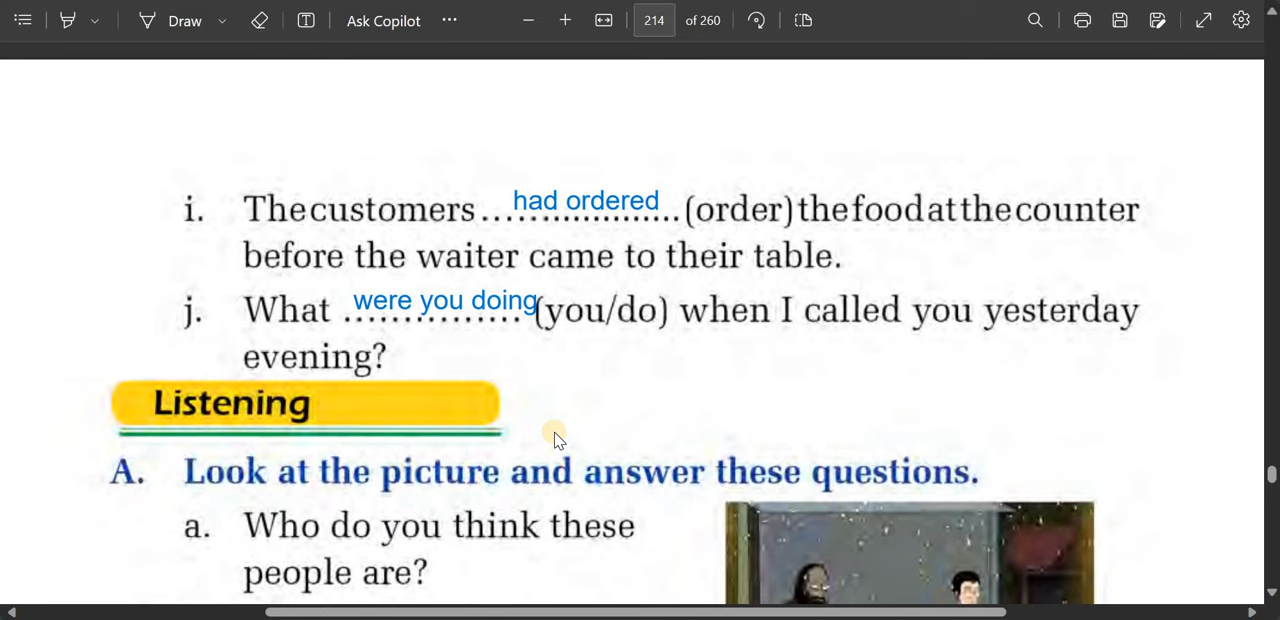 Draw Ask Copilot ... 214 of 260
i. The customers ... had ordered ... (order) the food at the counter
before the waiter came to their table.
j. What ... were you doing (you/do) when I called you yesterday
evening?
Listening
A. Look at the picture and answer these questions.
a. Who do you think these
people are?